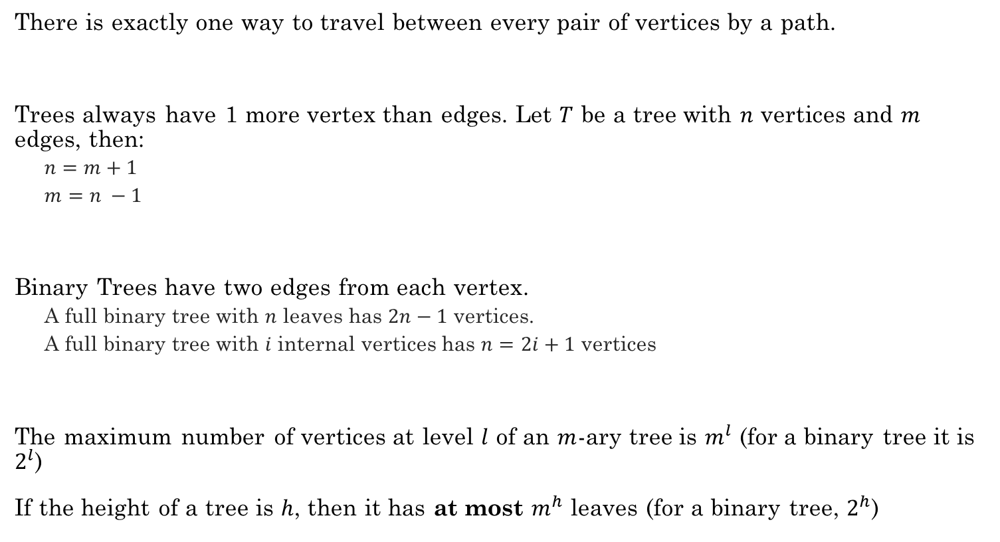 There is exactly one way to travel between every pair of vertices by a path.
Trees always have 1 more vertex than edges. Let T be a tree with n vertices and m
edges, then:
n = m + 1
m = n − 1
Binary Trees have two edges from each vertex.
A full binary tree with n leaves has 2n − 1 vertices.
A full binary tree with i internal vertices has n = 2i + 1 vertices
The maximum number of vertices at level l of an m-ary tree is m^l (for a binary tree it is
2^l)
If the height of a tree is h, then it has at most m^h leaves (for a binary tree, 2^h)